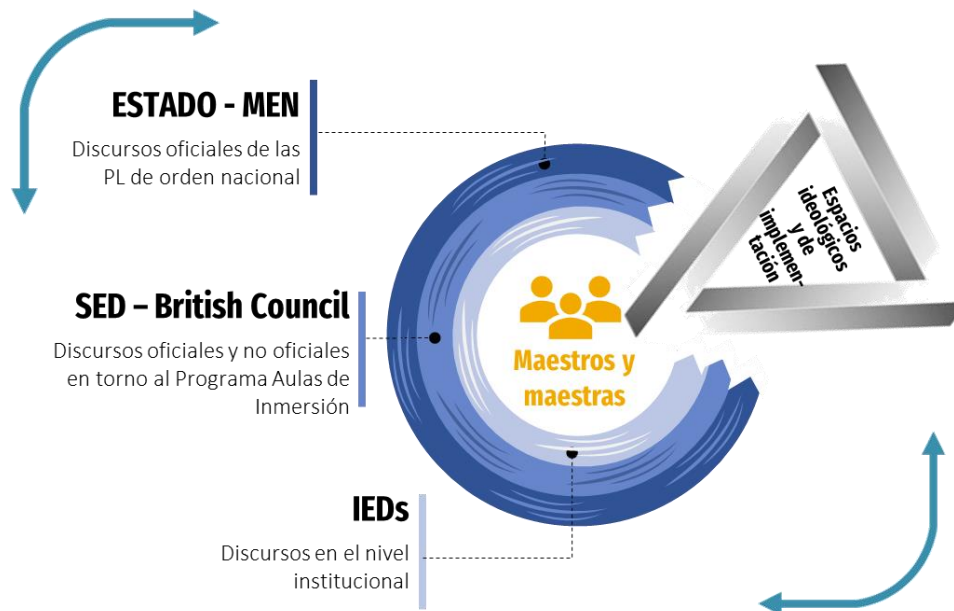 ESTADO - MEN
Discursos oficiales de las
PL de orden nacional
SED – British Council
Discursos oficiales y no oficiales
en torno al Programa Aulas de
Inmersión
IEDs
Discursos en el nivel
institucional
Maestros y
maestras
Espacios
ideológicos
y de
implemen-
tación